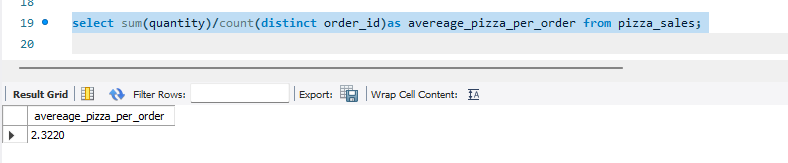 18
19 select sum(quantity)/count(distinct order_id)as avereage_pizza_per_order from pizza_sales;
20
Result Grid Filter Rows: Export: Wrap Cell Content:
avereage_pizza_per_order
2.3220